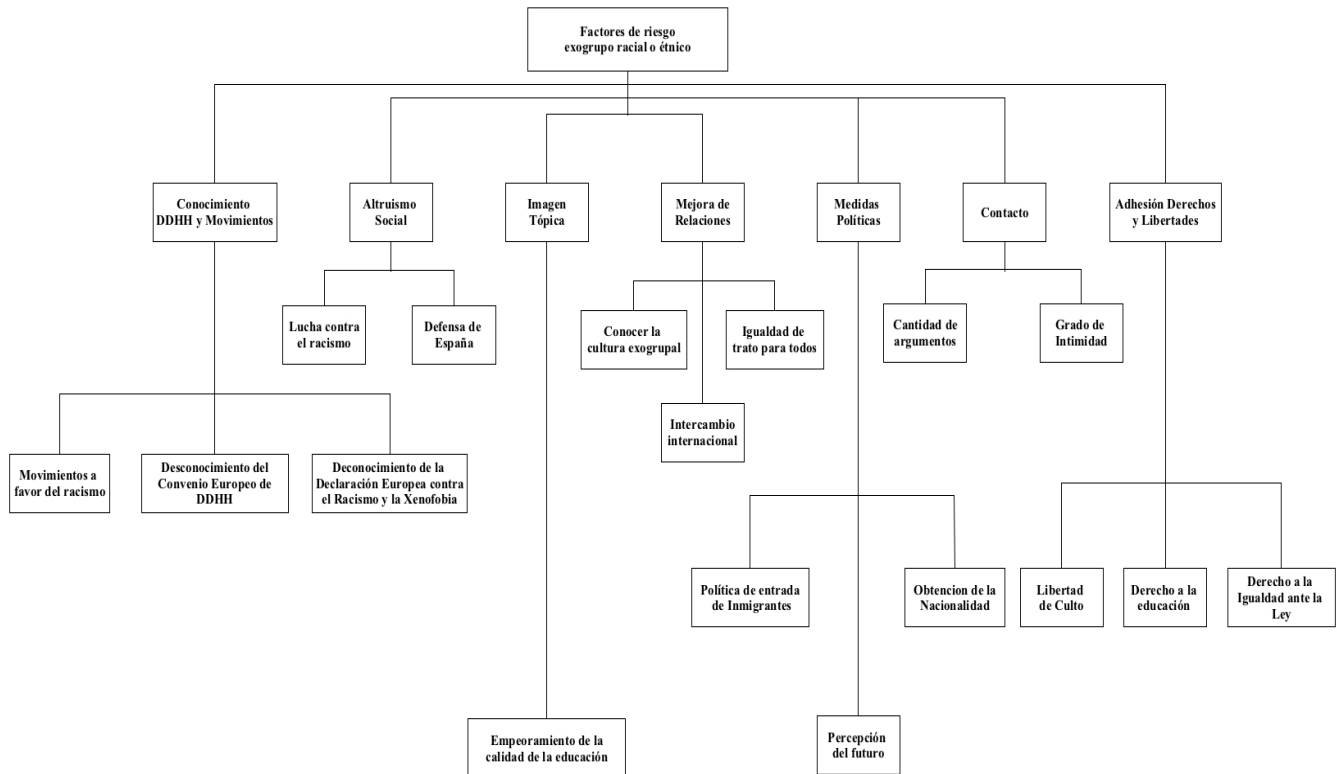 Factores de riesgo
exogrupo racial o étnico
Conocimiento
DDHH y Movimientos
Altruismo
Social
Imagen
Tópica
Mejora de
Relaciones
Medidas
Políticas
Contacto
Adhesión Derechos
y Libertades
Lucha contra
el racismo
Defensa de
España
Conocer la
cultura exogrupal
Igualdad de
trato para todos
Cantidad de
argumentos
Grado de
Intimidad
Intercambio
internacional
Movimientos a
favor del racismo
Desconocimiento del
Convenio Europeo de
DDHH
Deconocimiento de la
Declaración Europea contra
el Racismo y la Xenofobia
Política de entrada
de Inmigrantes
Obtencion de la
Nacionalidad
Libertad
de Culto
Derecho a la
educación
Derecho a la
Igualdad ante la
Ley
Empeoramiento de la
calidad de la educación
Percepción
del futuro